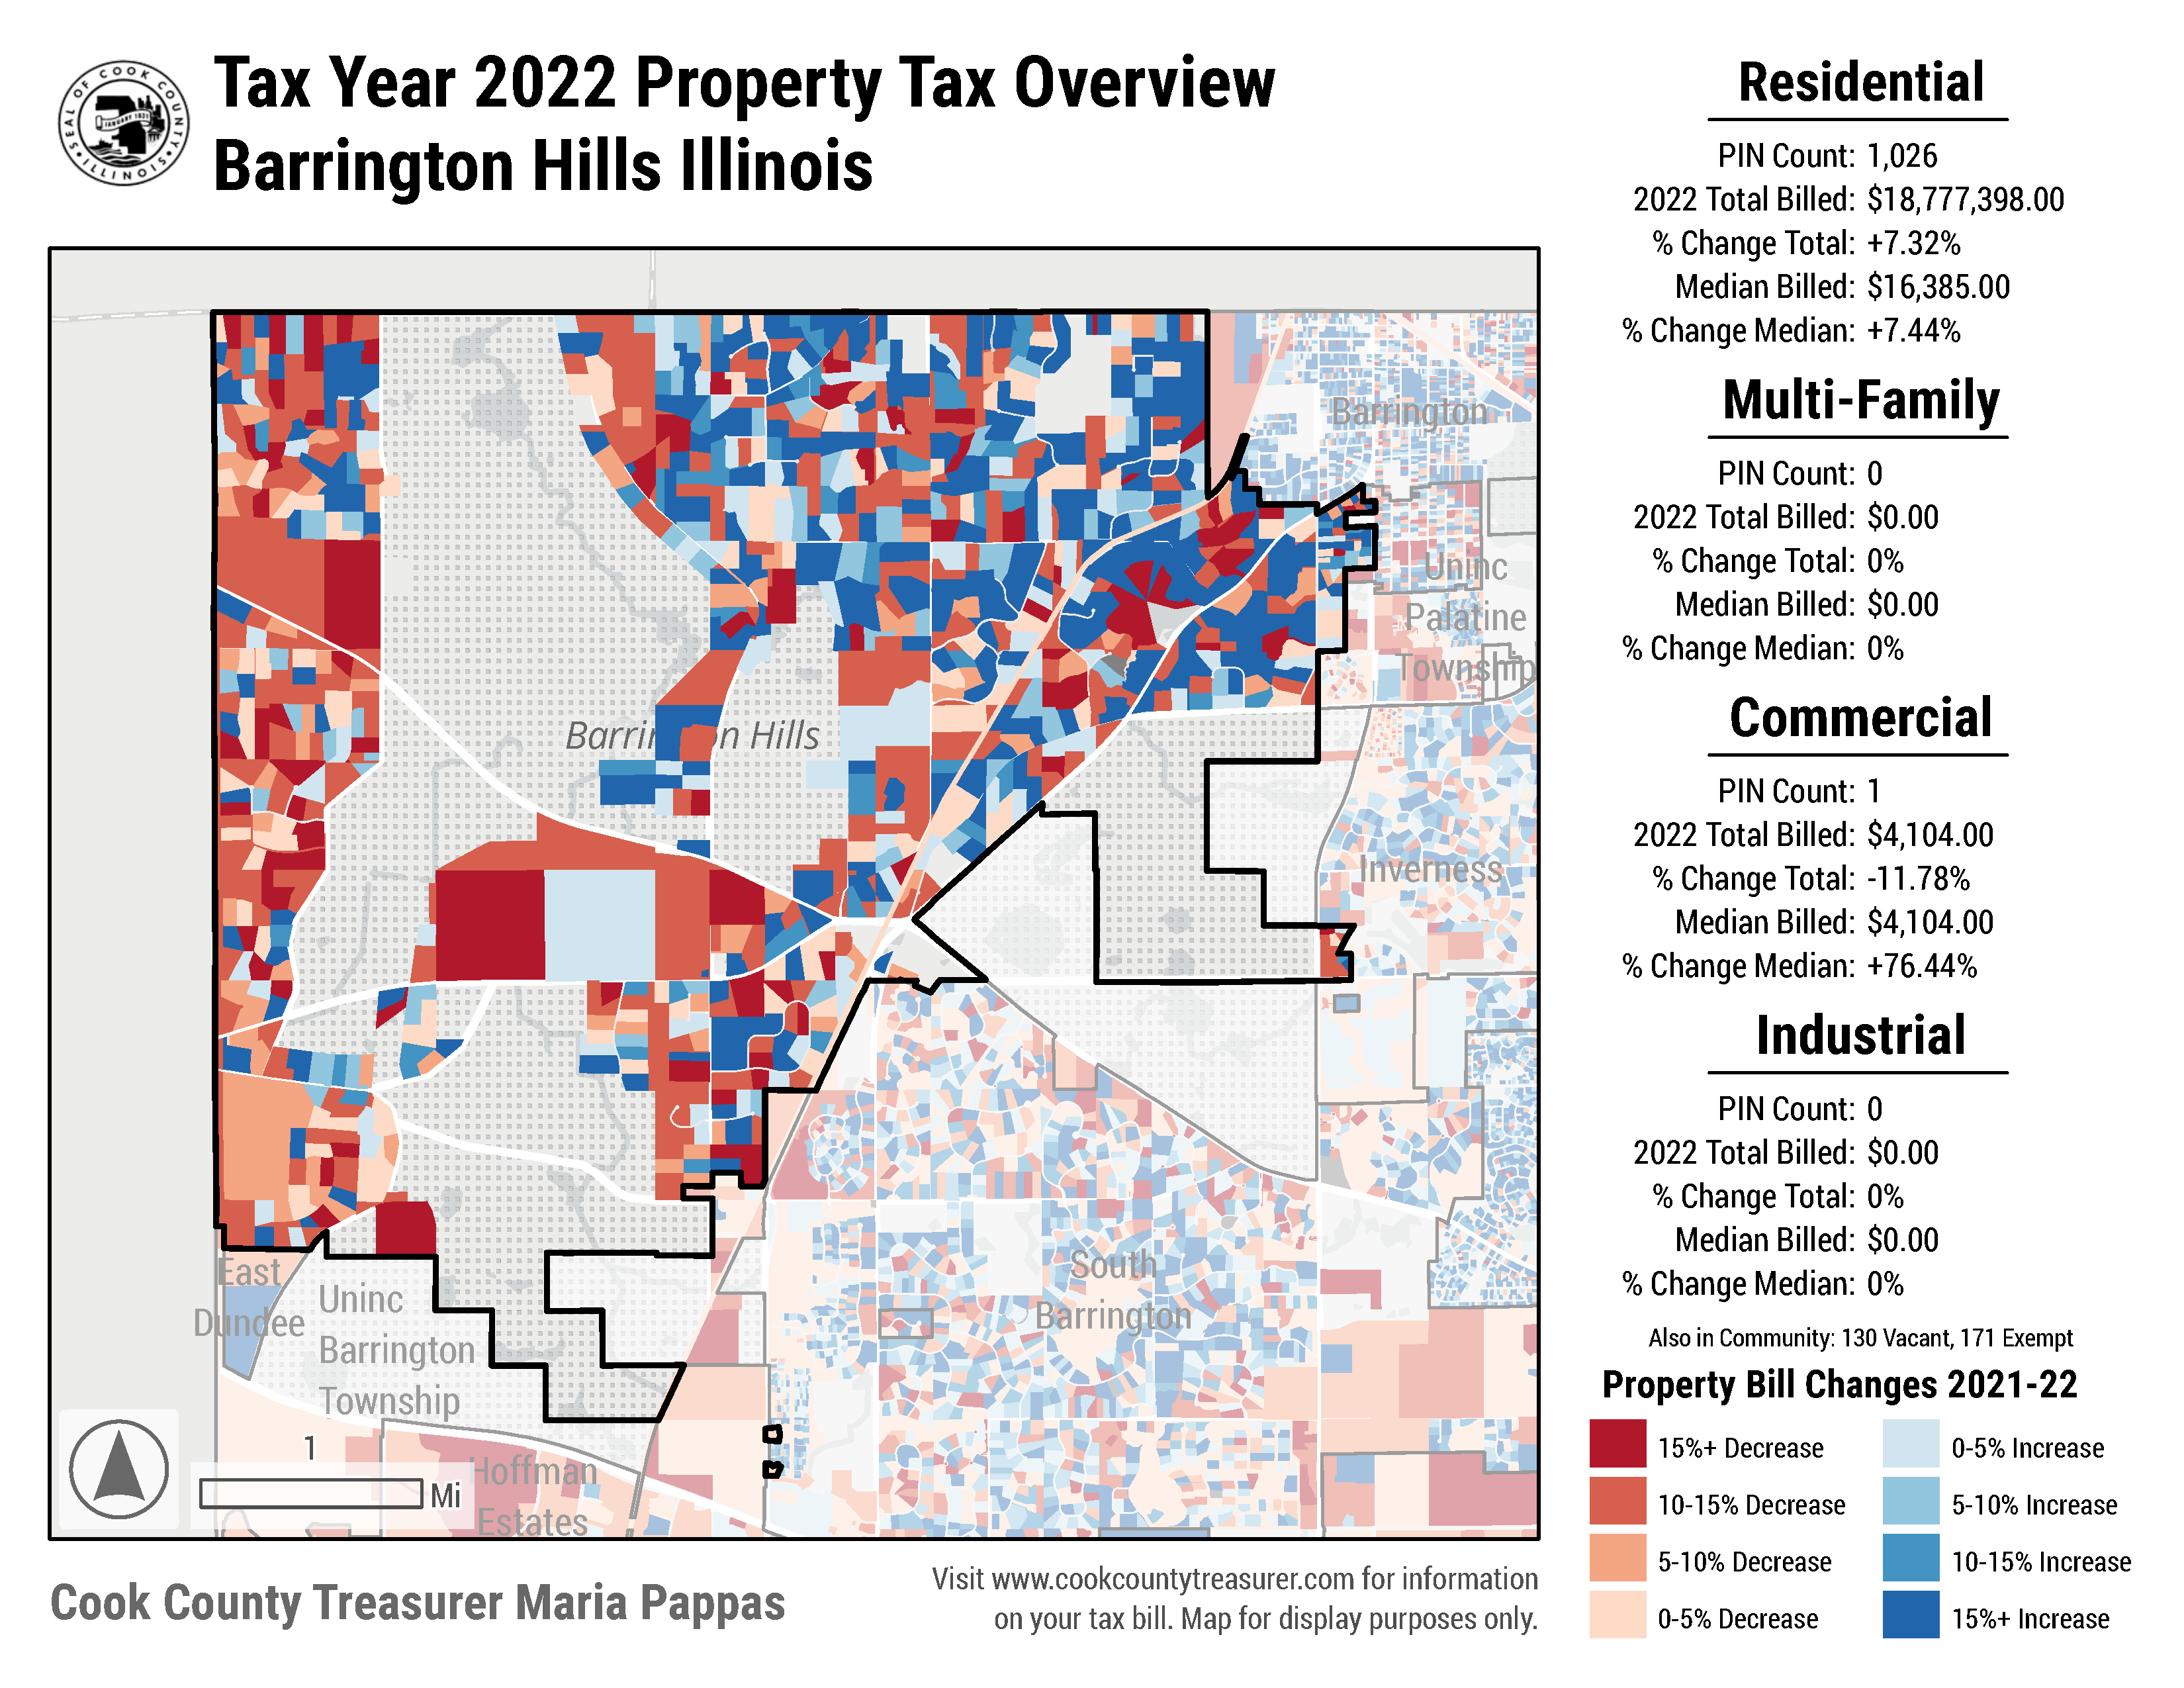 SEAL OF COOK COUNTY
ILLINOIS
JANUARY 1831
Tax Year 2022 Property Tax Overview
Barrington Hills Illinois
Barrington
Uninc
Palatine
Township
Hills
Inverness
South
Barrington
East
Dundee
Uninc
Barrington
Township
Hoffman
Estates
1
Mi
Cook County Treasurer Maria Pappas
Visit www.cookcountytreasurer.com for information
on your tax bill. Map for display purposes only.
Residential
PIN Count: 1,026
2022 Total Billed: $18,777,398.00
% Change Total: +7.32%
Median Billed: $16,385.00
% Change Median: +7.44%
Multi-Family
PIN Count: 0
2022 Total Billed: $0.00
% Change Total: 0%
Median Billed: $0.00
% Change Median: 0%
Commercial
PIN Count: 1
2022 Total Billed: $4,104.00
% Change Total: -11.78%
Median Billed: $4,104.00
% Change Median: +76.44%
Industrial
PIN Count: 0
2022 Total Billed: $0.00
% Change Total: 0%
Median Billed: $0.00
% Change Median: 0%
Also in Community: 130 Vacant, 171 Exempt
Property Bill Changes 2021-22
15%+ Decrease
10-15% Decrease
5-10% Decrease
0-5% Decrease
0-5% Increase
5-10% Increase
10-15% Increase
15%+ Increase